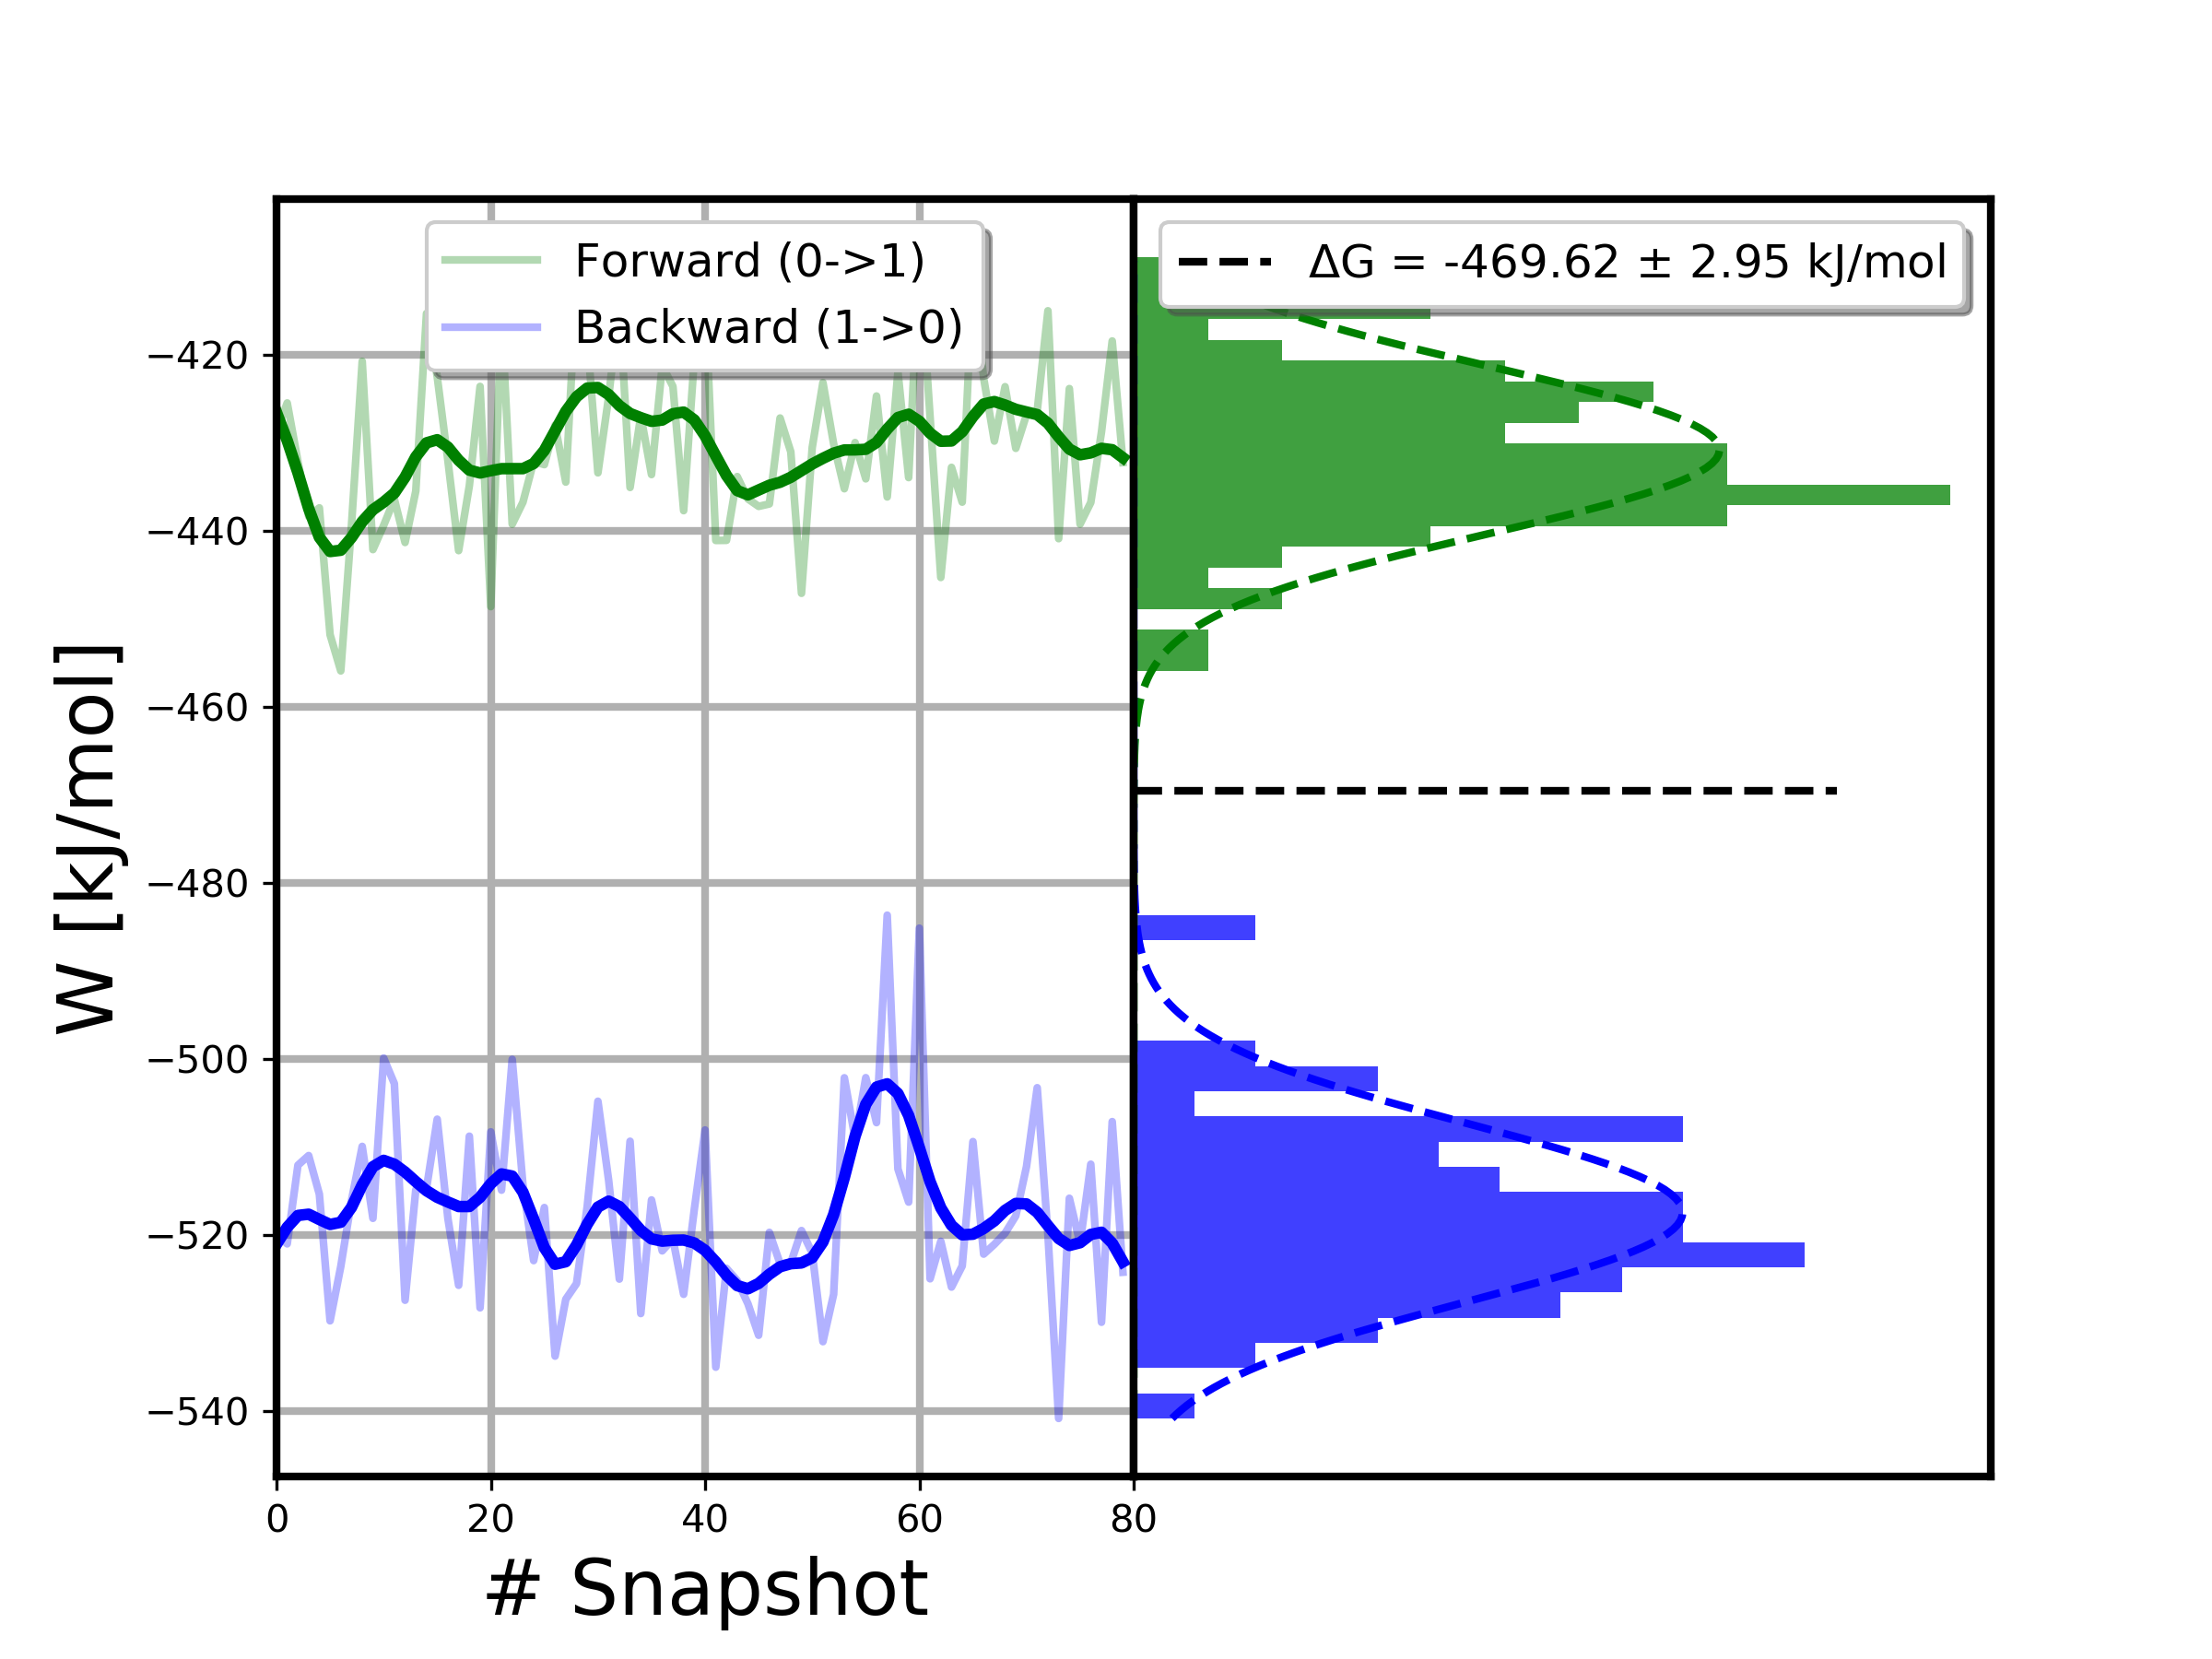 Forward (0->1)
Backward (1->0)
ΔG = -469.62 ± 2.95 kJ/mol
−420
−440
−460
−480
−500
−520
−540
W [kJ/mol]
0 20 40 60 80
# Snapshot